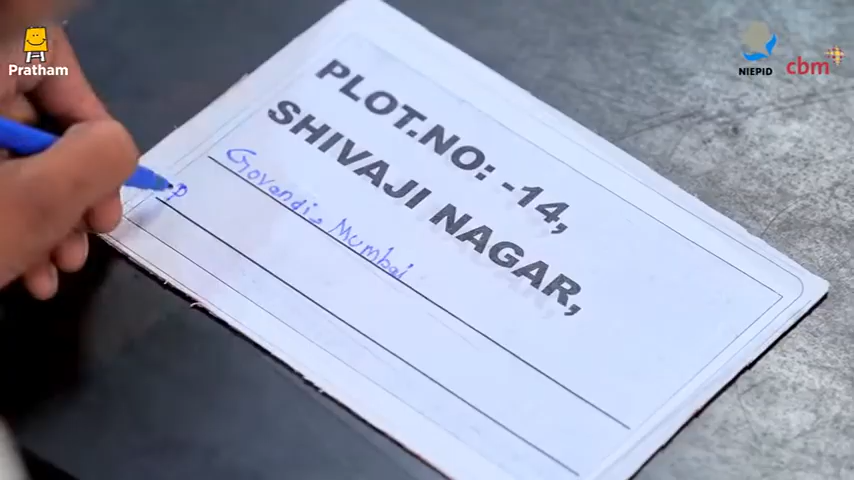 Pratham
NIEPID
cbm
PLOT.NO: -14,
SHIVAJI NAGAR,
Govandi, Mumbai
P